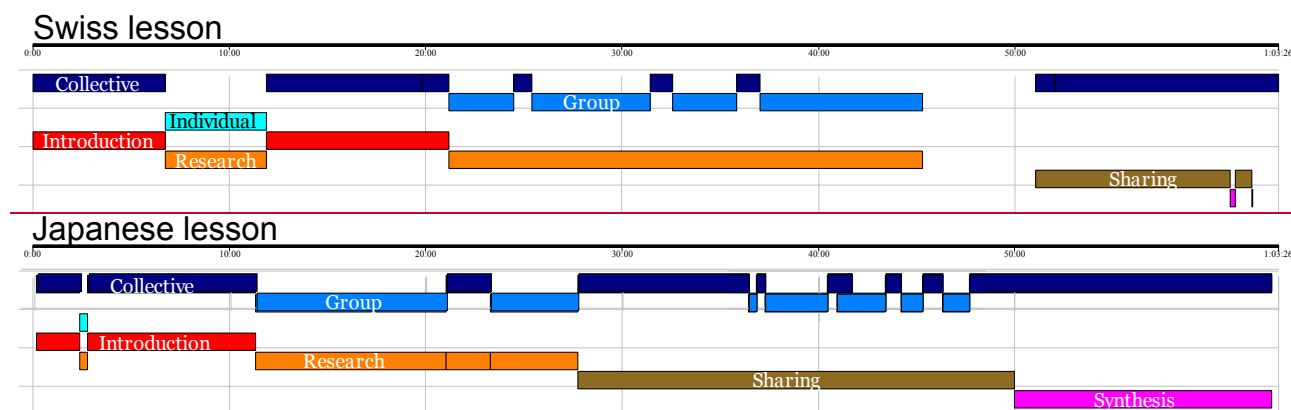 Swiss lesson
0:00 10:00 20:00 30:00 40:00 50:00 1:03:26
Collective
Group
Individual
Introduction
Research
Sharing
Japanese lesson
0:00 10:00 20:00 30:00 40:00 50:00 1:03:26
Collective
Group
Introduction
Research
Sharing
Synthesis